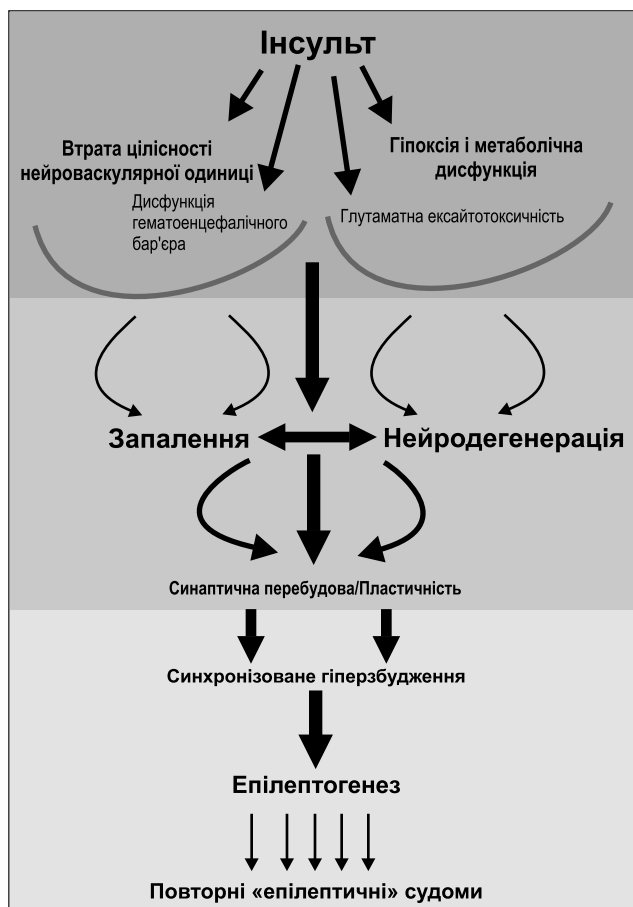 Інсульт
Втрата цілісності
нейроваскулярної одиниці
Дисфункція
гематоенцефалічного
бар'єра
Гіпоксія і метаболічна
дисфункція
Глутаматна ексайтотоксичність
Запалення
Нейродегенерація
Синаптична перебудова/Пластичність
Синхронізоване гіперзбудження
Епілептогенез
Повторні «епілептичні» судоми